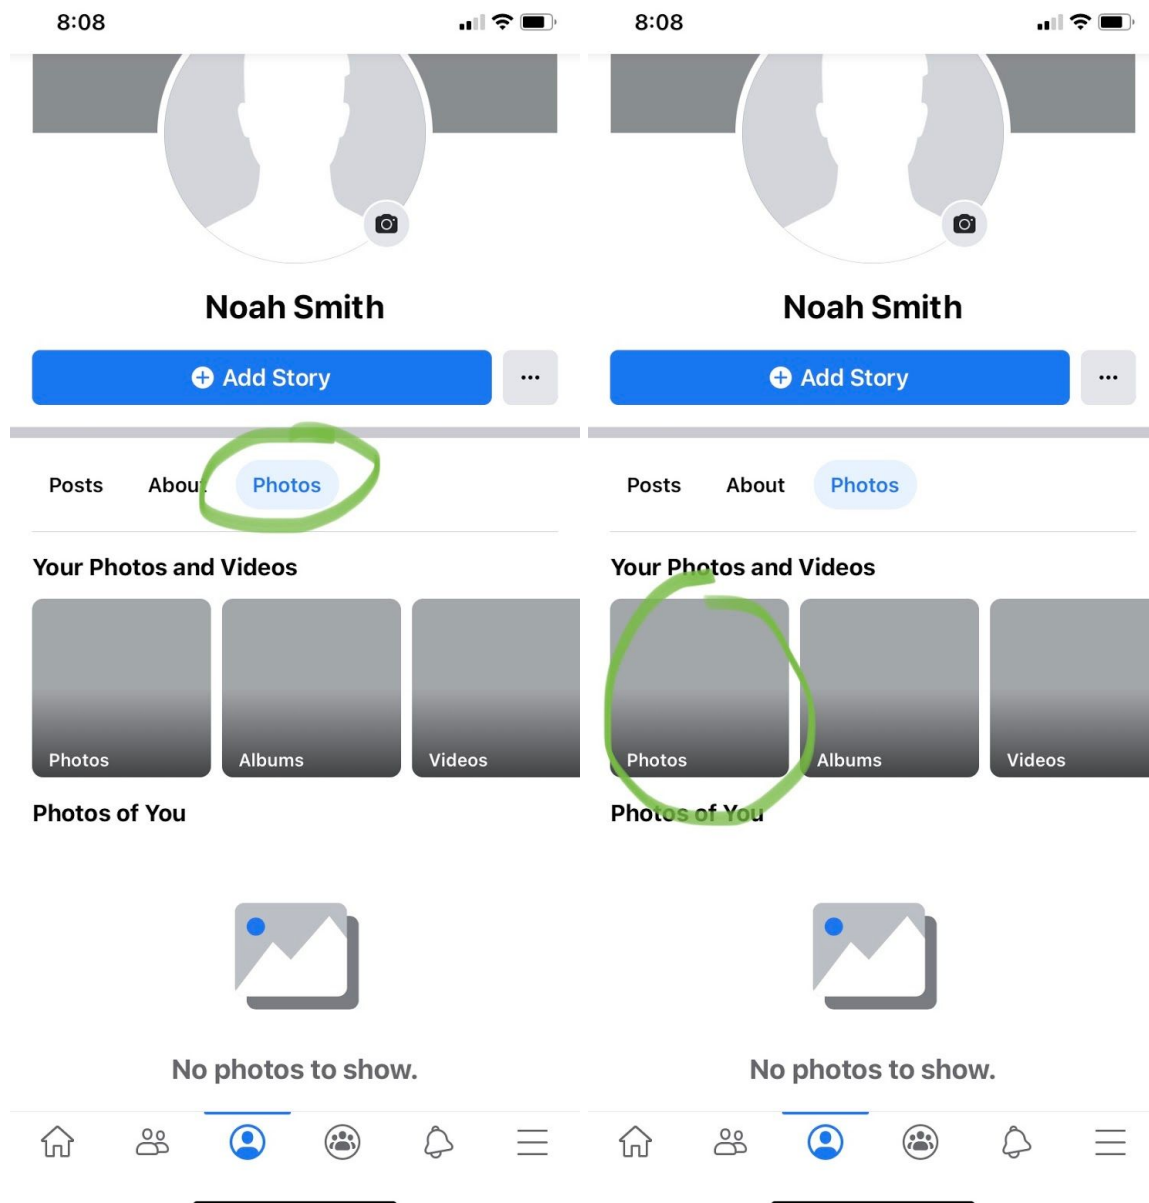 8:08
Noah Smith
Add Story
Posts About Photos
Your Photos and Videos
Photos Albums Videos
Photos of You
No photos to show.
8:08
Noah Smith
Add Story
Posts About Photos
Your Photos and Videos
Photos Albums Videos
Photos of You
No photos to show.